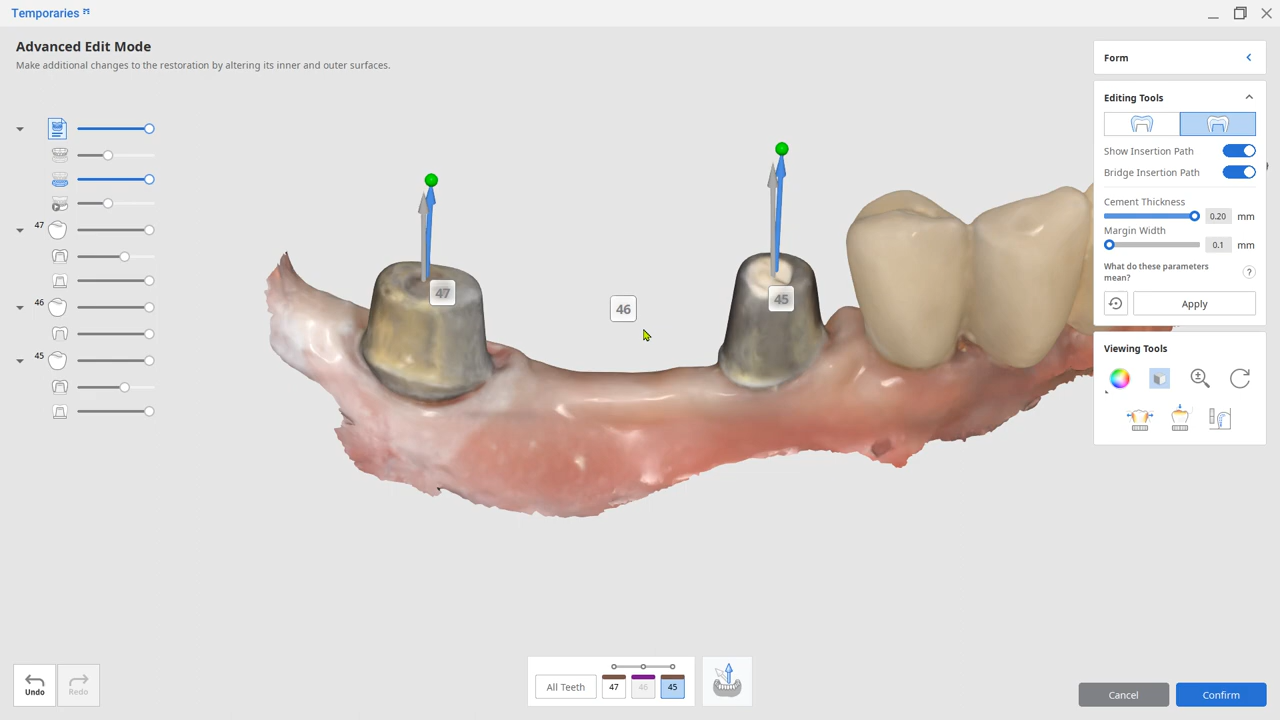 Temporaries
Advanced Edit Mode
Make additional changes to the restoration by altering its inner and outer surfaces.
47
46
45
47
46
45
Form
Editing Tools
Show Insertion Path
Bridge Insertion Path
Cement Thickness
0.20 mm
Margin Width
0.1 mm
What do these parameters
mean?
?
Apply
Viewing Tools
Undo
Redo
All Teeth
47
46
45
Cancel
Confirm